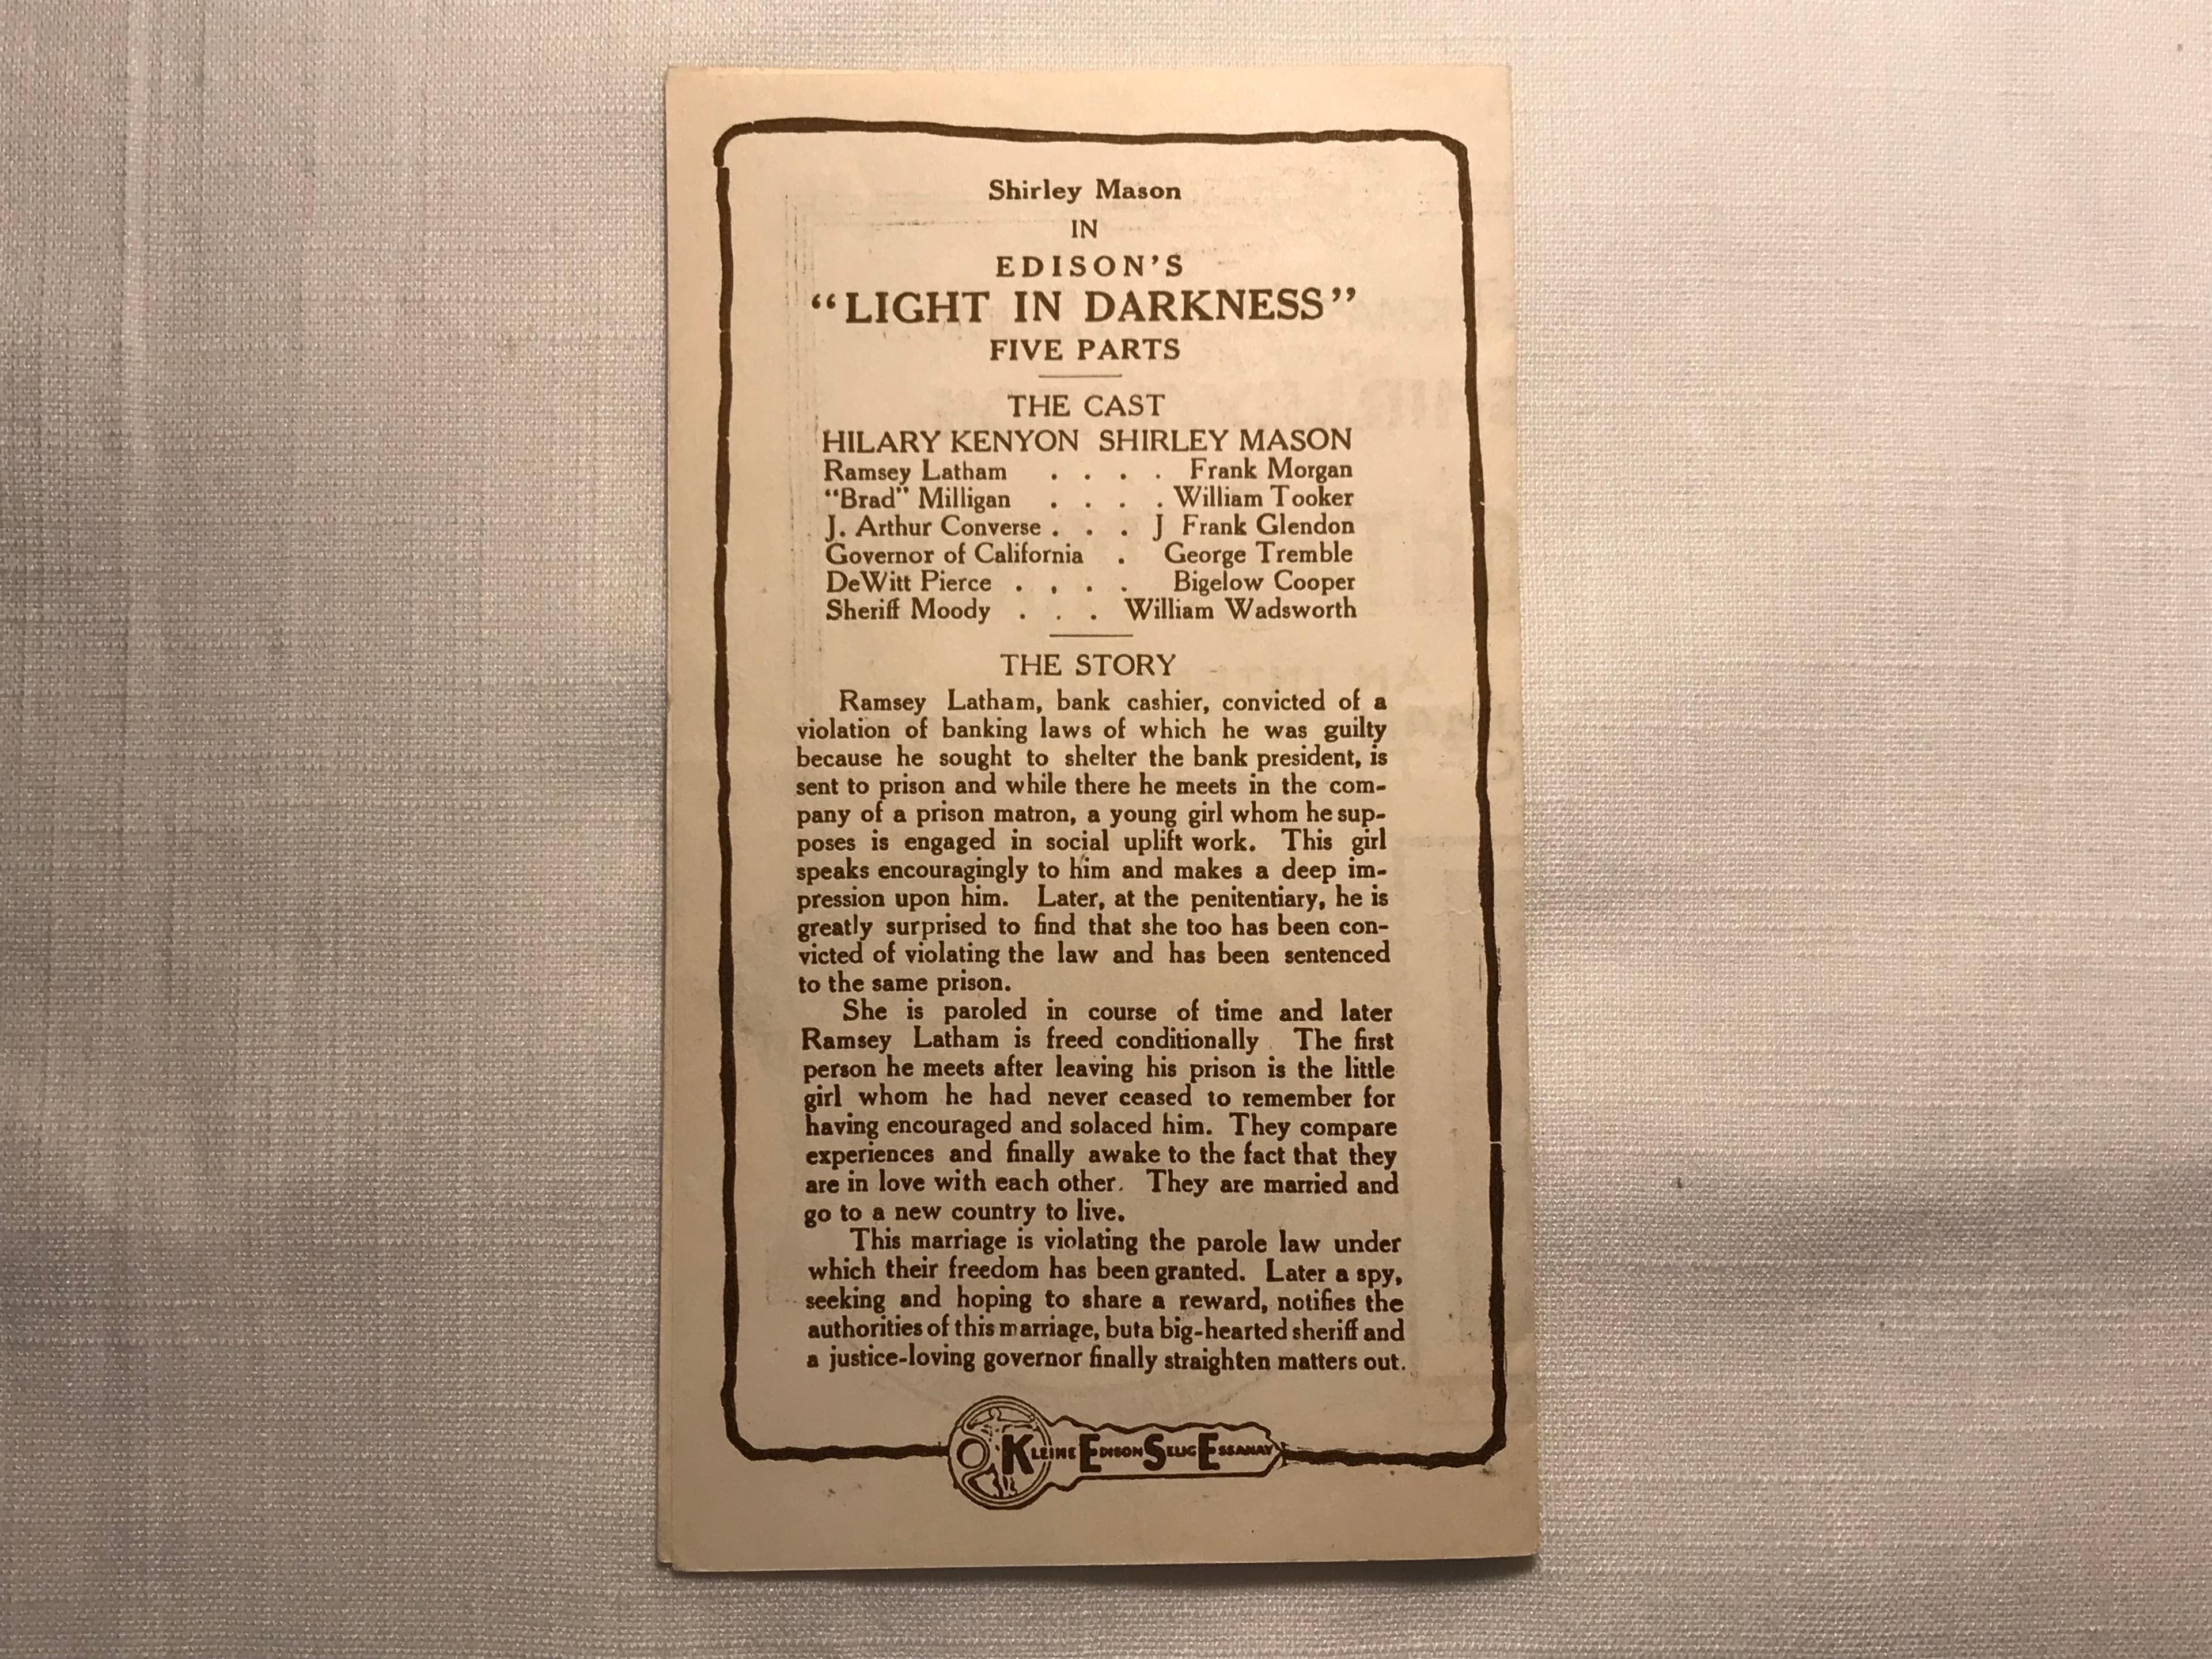 Shirley Mason
IN
EDISON'S
“LIGHT IN DARKNESS”
FIVE PARTS
THE CAST
HILARY KENYON SHIRLEY MASON
Ramsey Latham . . . . Frank Morgan
“Brad” Milligan . . . . William Tooker
J. Arthur Converse . . . J Frank Glendon
Governor of California . George Tremble
DeWitt Pierce . . . . Bigelow Cooper
Sheriff Moody . . . William Wadsworth
THE STORY
Ramsey Latham, bank cashier, convicted of a
violation of banking laws of which he was guilty
because he sought to shelter the bank president, is
sent to prison and while there he meets in the com-
pany of a prison matron, a young girl whom he sup-
poses is engaged in social uplift work. This girl
speaks encouragingly to him and makes a deep im-
pression upon him. Later, at the penitentiary, he is
greatly surprised to find that she too has been con-
victed of violating the law and has been sentenced
to the same prison.
She is paroled in course of time and later
Ramsey Latham is freed conditionally. The first
person he meets after leaving his prison is the little
girl whom he had never ceased to remember for
having encouraged and solaced him. They compare
experiences and finally awake to the fact that they
are in love with each other. They are married and
go to a new country to live.
This marriage is violating the parole law under
which their freedom has been granted. Later a spy,
seeking and hoping to share a reward, notifies the
authorities of this marriage, but a big-hearted sheriff and
a justice-loving governor finally straighten matters out.
KLEINE EDISON SELIG ESSANAY